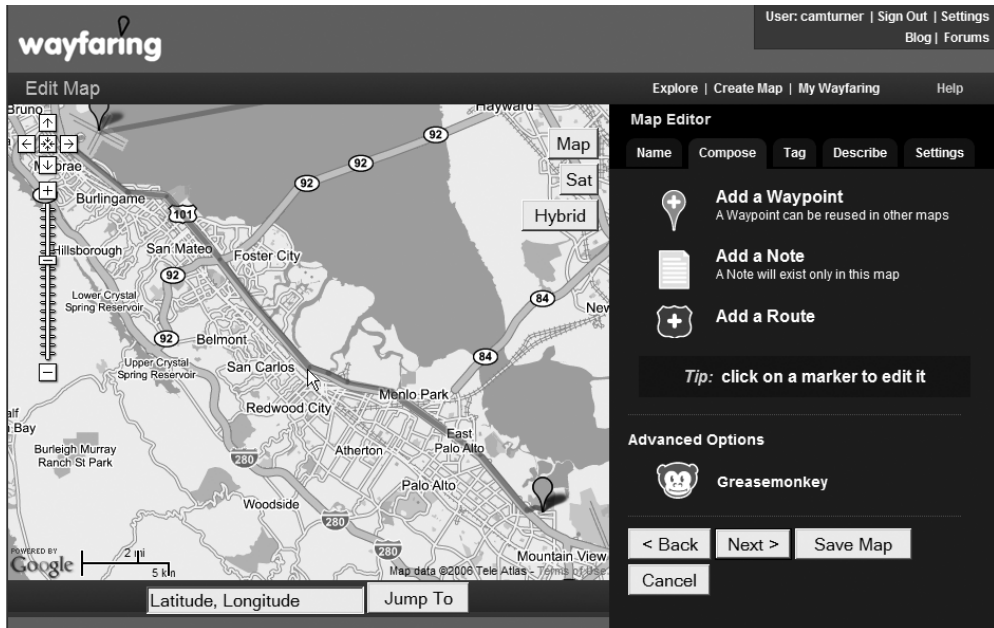 wayfaring
User: camturner | Sign Out | Settings
Blog | Forums
Edit Map
Explore | Create Map | My Wayfaring
Help
Bruno
Hayward
92
92
92
Map
Sat
Hybrid
Burlingame
101
Hillsborough
San Mateo
Foster City
92
Lower Crystal
Spring Reservoir
84
New
92
Belmont
Upper Crystal
Spring Reservoir
San Carlos
84
Menlo Park
Redwood City
alf
Bay
East
Palo Alto
Burleigh Murray
Ranch St Park
280
Atherton
Palo Alto
Woodside
280
280
Mountain View
POWERED BY
Google
2 mi
5 km
Map data ©2006 Tele Atlas - Terms of Use
Latitude, Longitude
Jump To
Map Editor
Name
Compose
Tag
Describe
Settings
Add a Waypoint
A Waypoint can be reused in other maps
Add a Note
A Note will exist only in this map
Add a Route
Tip: click on a marker to edit it
Advanced Options
Greasemonkey
< Back
Next >
Save Map
Cancel